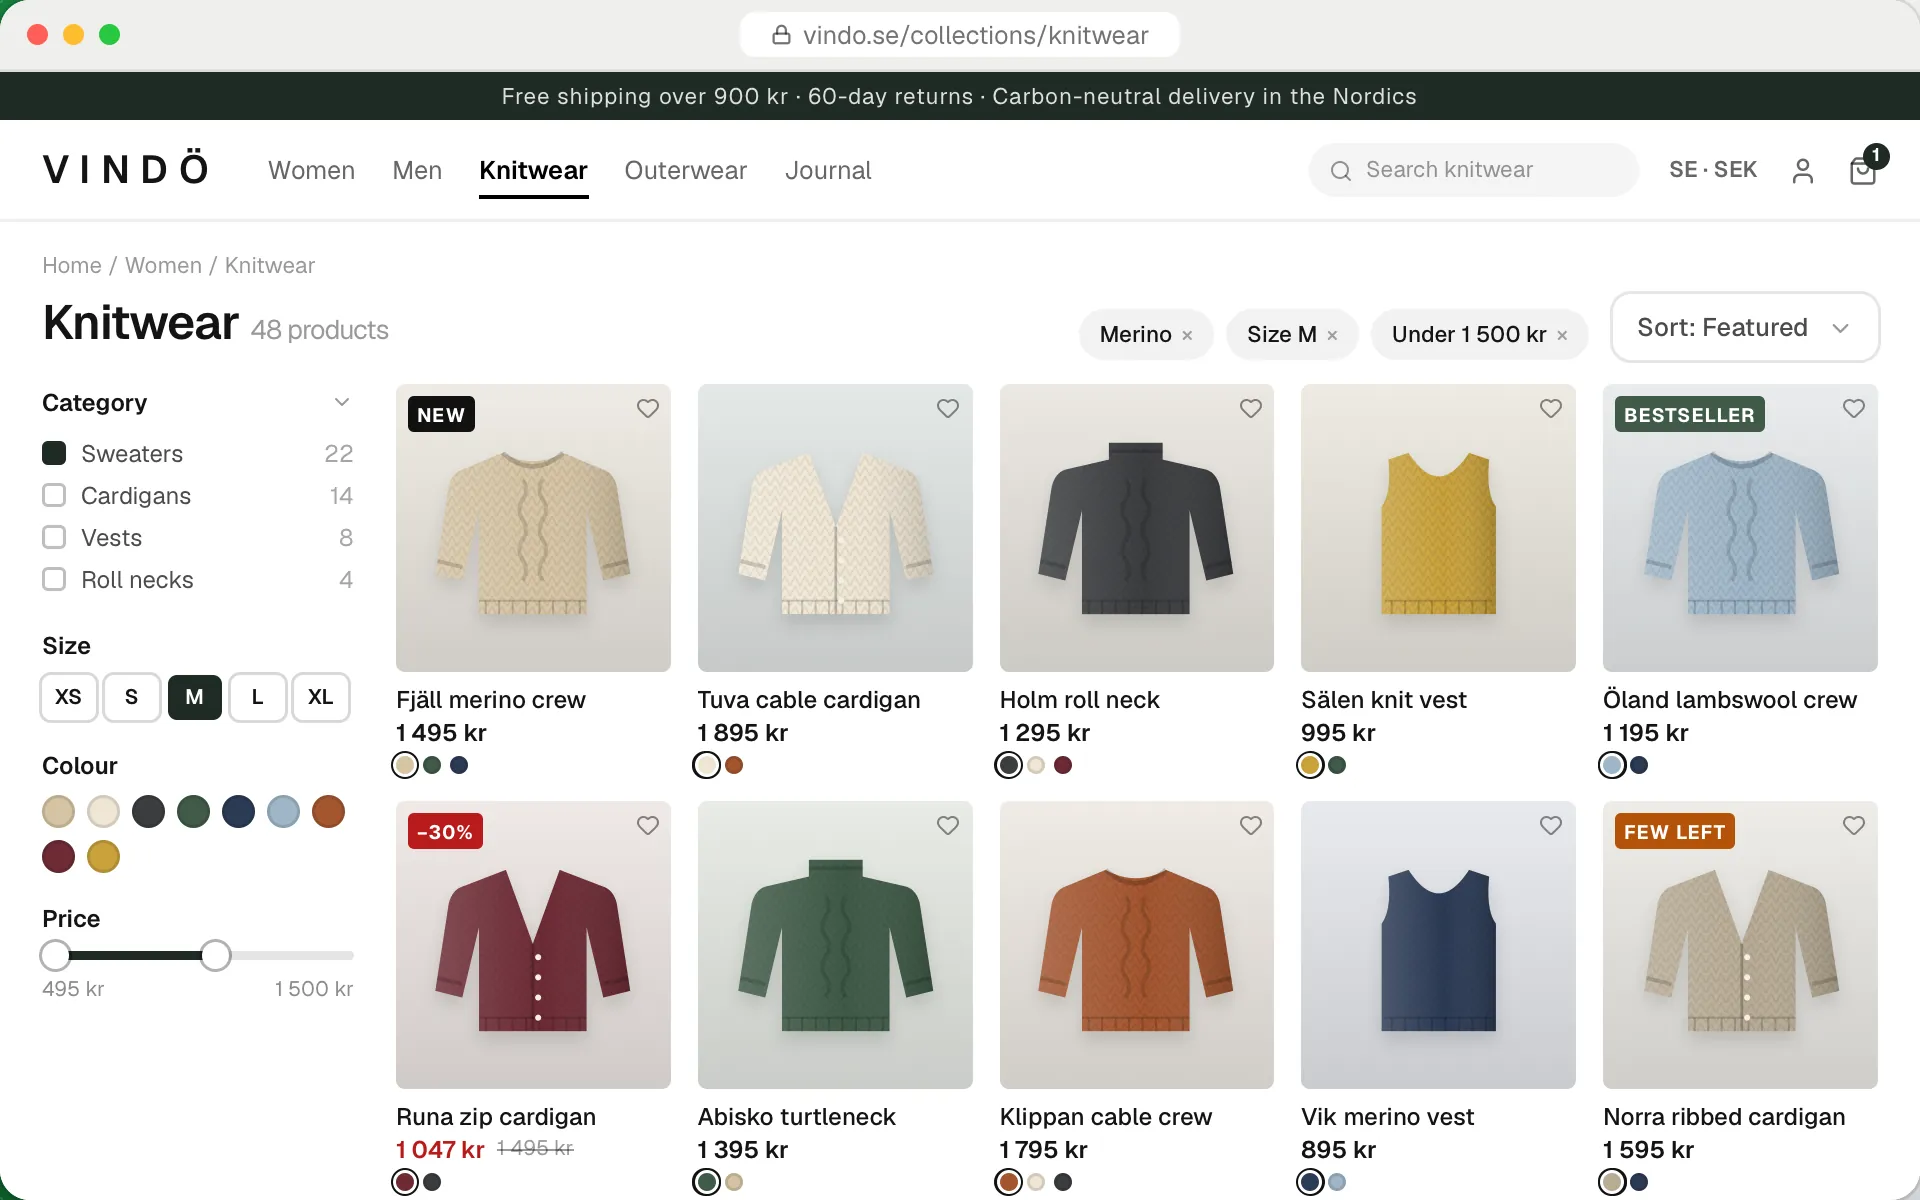 vindo.se/collections/knitwear
Free shipping over 900 kr · 60-day returns · Carbon-neutral delivery in the Nordics
VINDÖ Women Men Knitwear Outerwear Journal Search knitwear SE · SEK 1
Home / Women / Knitwear
Knitwear 48 products Merino × Size M × Under 1 500 kr × Sort: Featured
Category
Sweaters 22
Cardigans 14
Vests 8
Roll necks 4
Size
XS S M L XL
Colour
Price
495 kr 1 500 kr
NEW
Fjäll merino crew
1 495 kr
Tuva cable cardigan
1 895 kr
Holm roll neck
1 295 kr
Sälen knit vest
995 kr
BESTSELLER
Öland lambswool crew
1 195 kr
−30%
Runa zip cardigan
1 047 kr 1 495 kr
Abisko turtleneck
1 395 kr
Klippan cable crew
1 795 kr
Vik merino vest
895 kr
FEW LEFT
Norra ribbed cardigan
1 595 kr